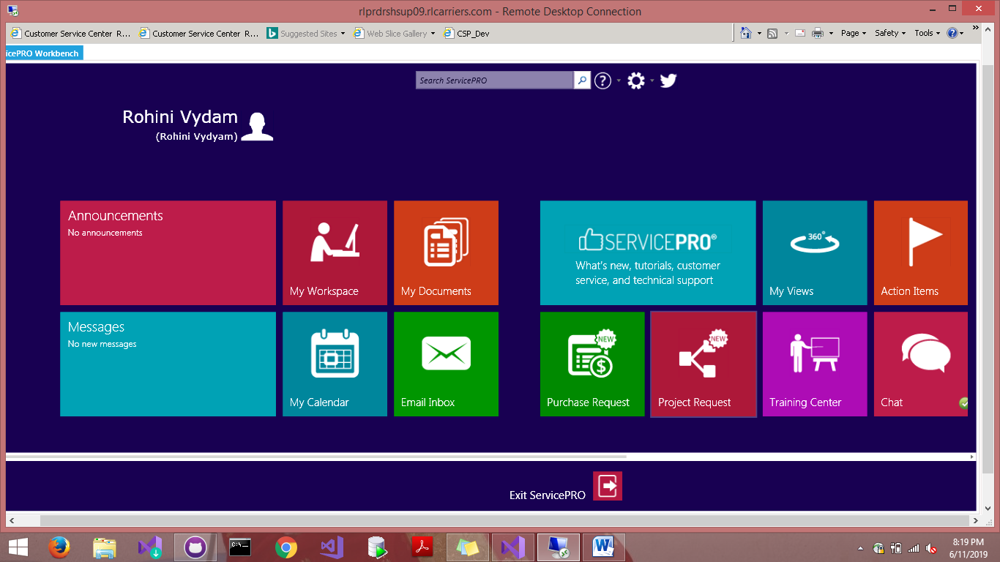 rlprdrshsup09.rlcarriers.com - Remote Desktop Connection
Customer Service Center R... Customer Service Center R... Suggested Sites Web Slice Gallery CSP_Dev Page Safety Tools
icePRO Workbench
Search ServicePRO
Rohini Vydam
(Rohini Vydyam)
Announcements
No announcements
My Workspace
My Documents
SERVICEPRO®
What's new, tutorials, customer
service, and technical support
360°
My Views
Action Items
Messages
No new messages
My Calendar
Email Inbox
NEW
$
Purchase Request
NEW
Project Request
Training Center
Chat
Exit ServicePRO
C:\
8:19 PM
6/11/2019